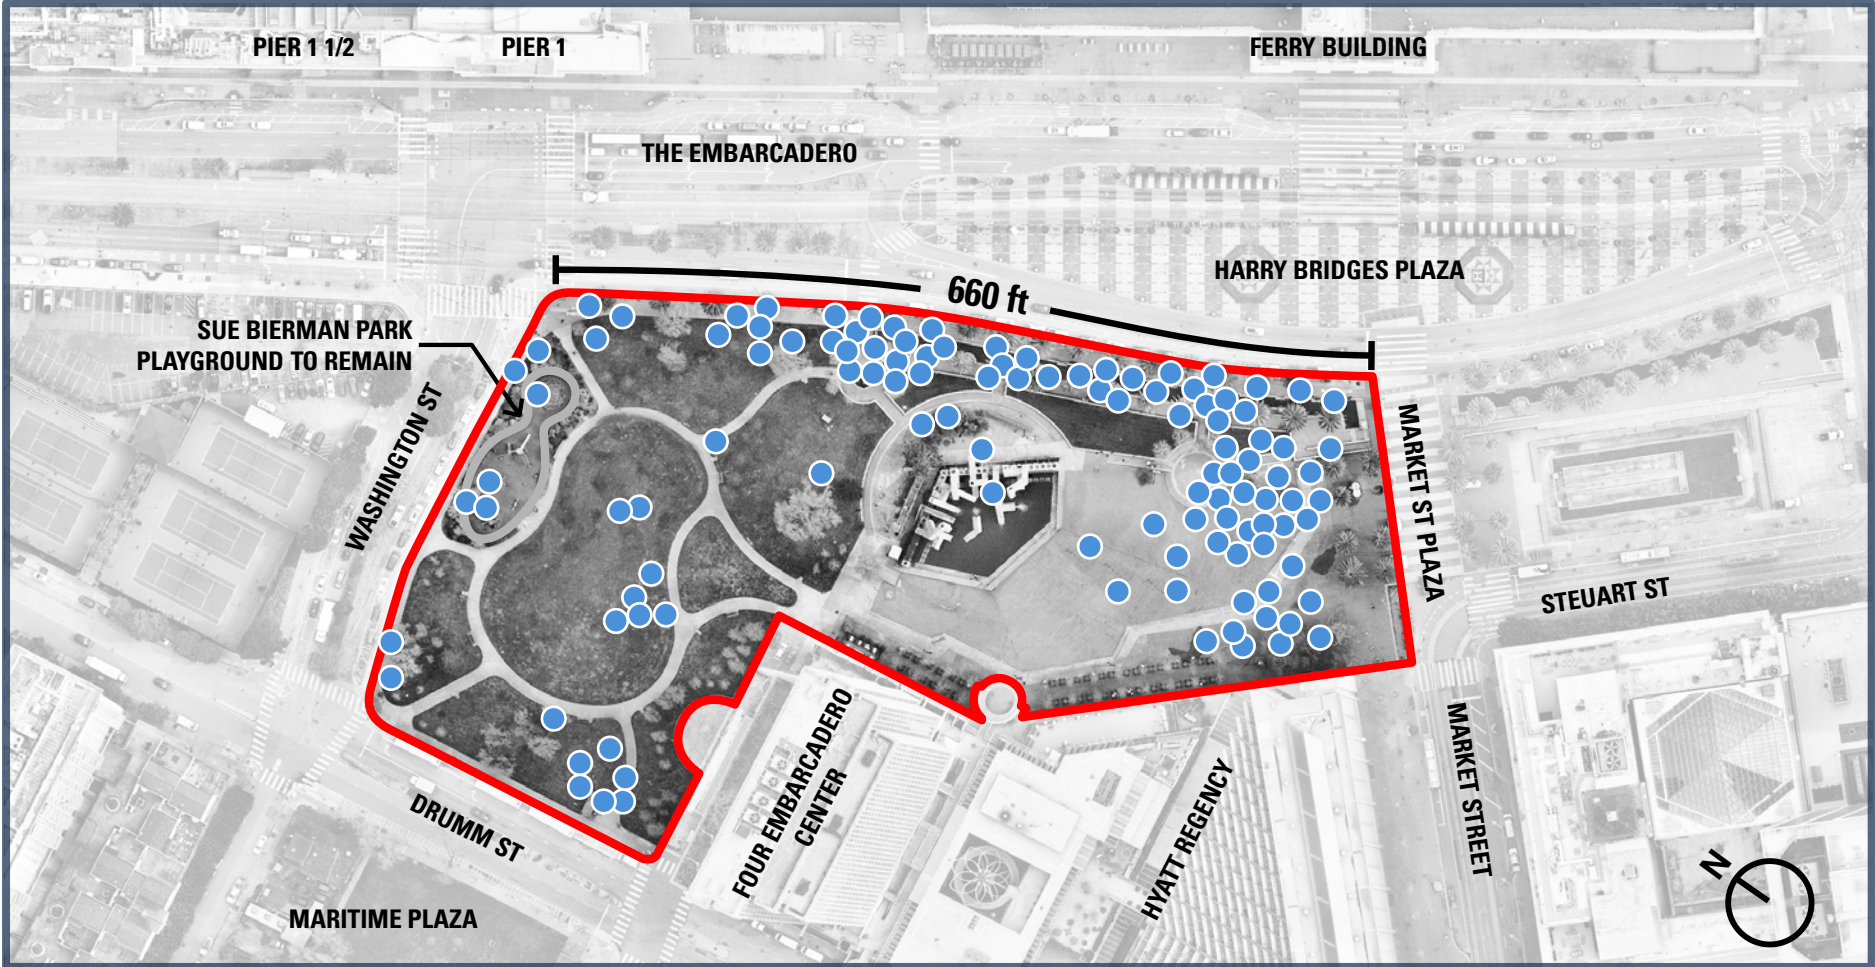 PIER 1 1/2
PIER 1
FERRY BUILDING
THE EMBARCADERO
HARRY BRIDGES PLAZA
660 ft
SUE BIERMAN PARK
PLAYGROUND TO REMAIN
WASHINGTON ST
MARKET ST PLAZA
STEUART ST
DRUMM ST
FOUR EMBARCADERO
CENTER
HYATT REGENCY
MARKET STREET
MARITIME PLAZA
N